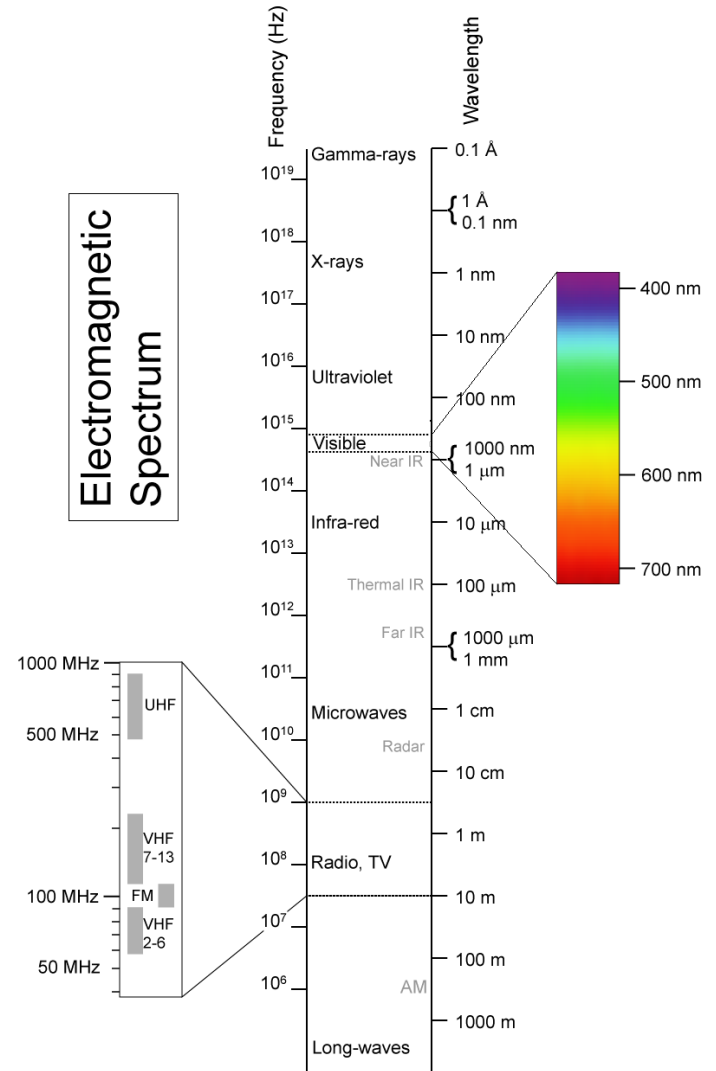 Electromagnetic
Spectrum
Frequency (Hz)
Wavelength
10¹⁹
10¹⁸
10¹⁷
10¹⁶
10¹⁵
10¹⁴
10¹³
10¹²
10¹¹
10¹⁰
10⁹
10⁸
10⁷
10⁶
Gamma-rays
X-rays
Ultraviolet
Visible
Near IR
Infra-red
Thermal IR
Far IR
Microwaves
Radar
Radio, TV
AM
Long-waves
0.1 Å
1 Å
0.1 nm
1 nm
10 nm
100 nm
1000 nm
1 μm
10 μm
100 μm
1000 μm
1 mm
1 cm
10 cm
1 m
10 m
100 m
1000 m
400 nm
500 nm
600 nm
700 nm
1000 MHz
500 MHz
100 MHz
50 MHz
UHF
VHF
7-13
FM
VHF
2-6